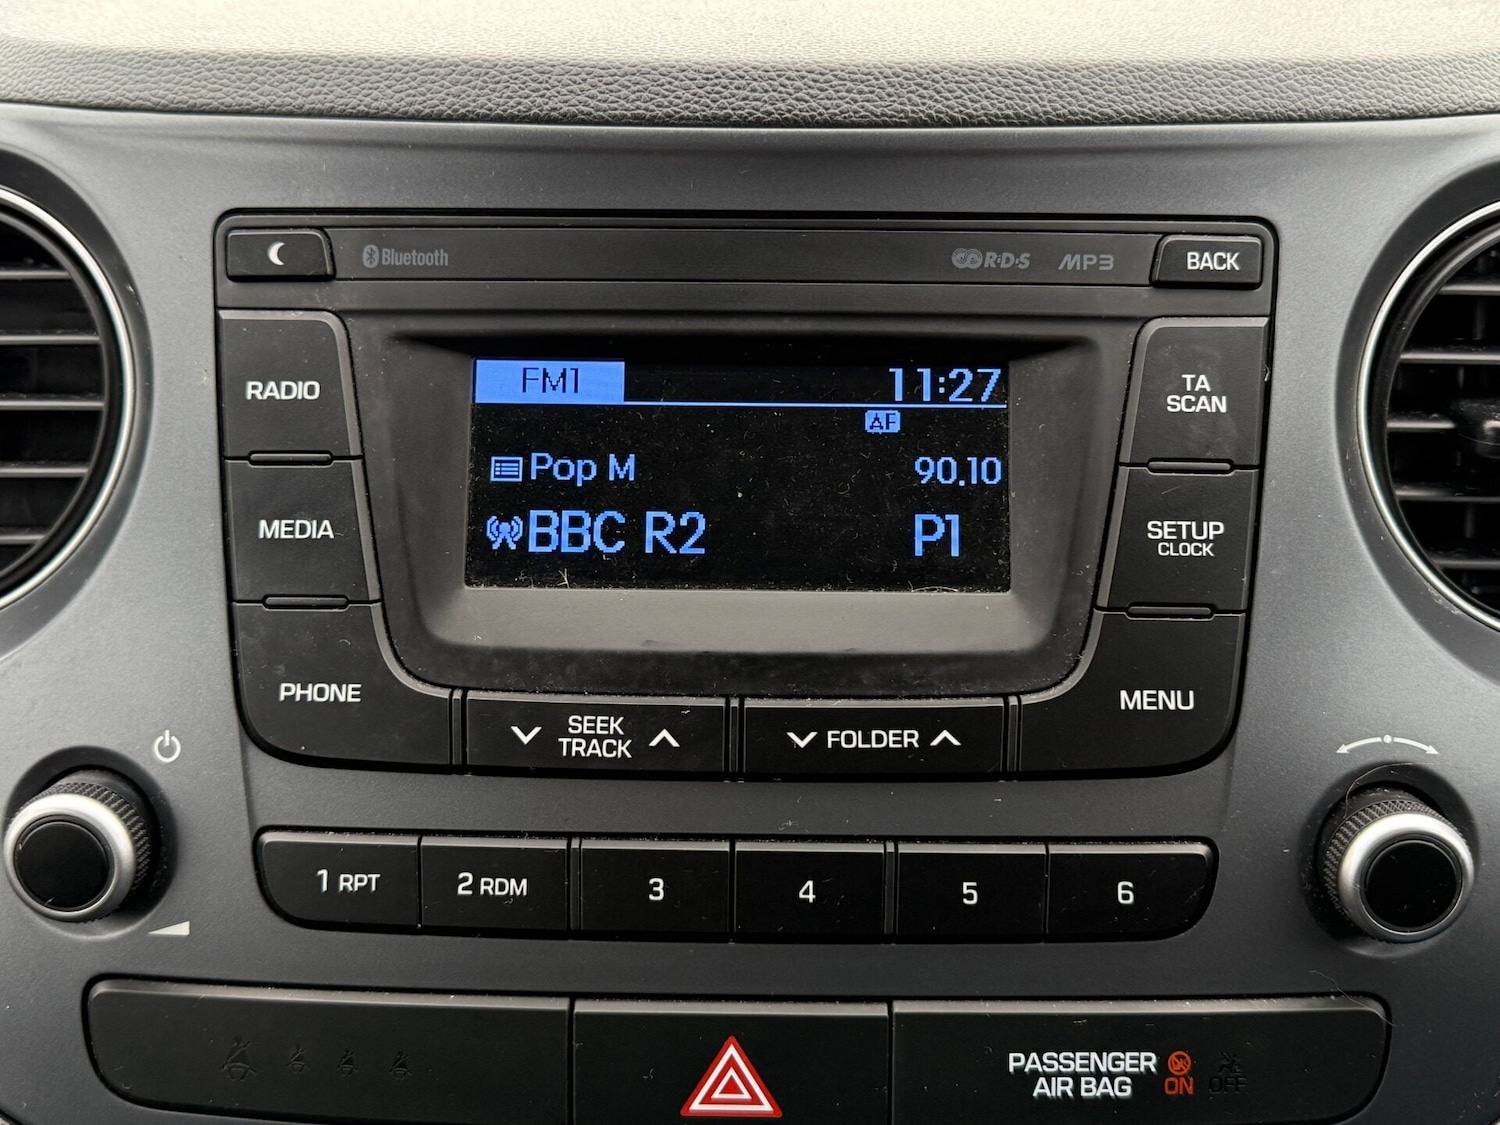 Bluetooth
R·D·S
MP3
BACK
RADIO
FM1
11:27
TA
SCAN
AF
Pop M
90.10
MEDIA
BBC R2
P1
SETUP
CLOCK
PHONE
SEEK
TRACK
FOLDER
MENU
1 RPT
2 RDM
3
4
5
6
PASSENGER
AIR BAG
ON
OFF